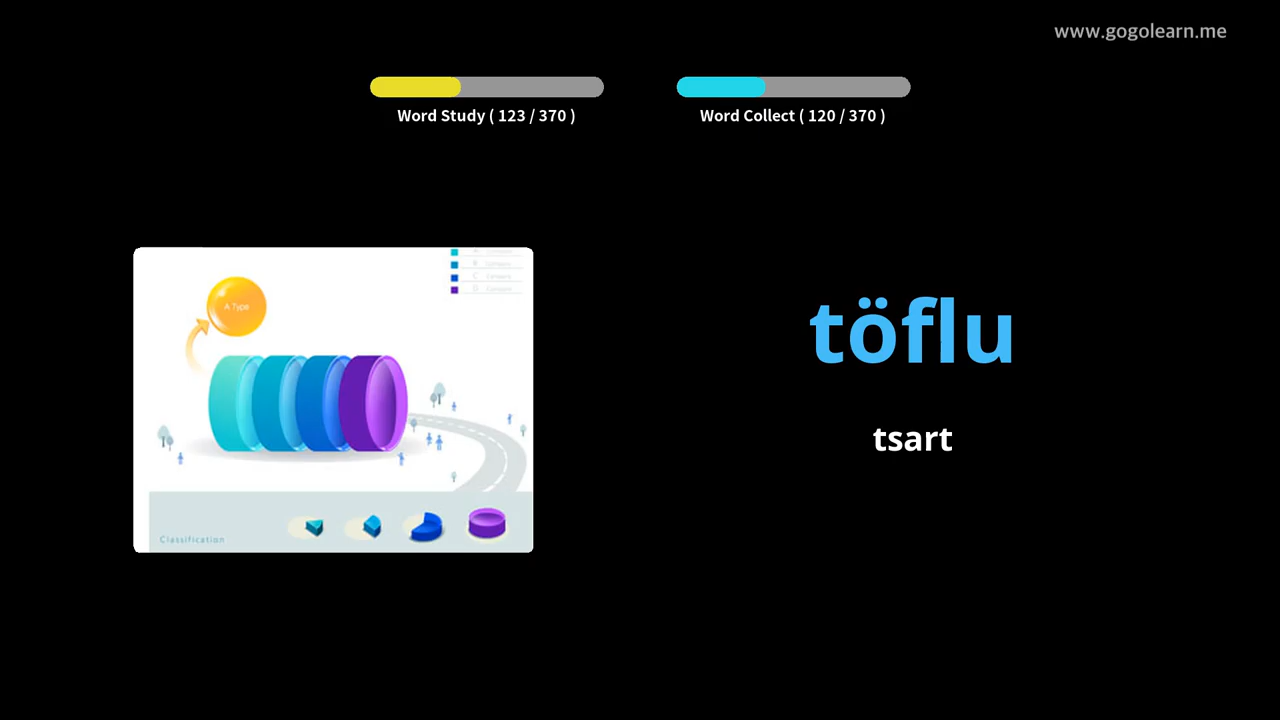 www.gogolearn.me
Word Study ( 123 / 370 )
Word Collect ( 120 / 370 )
A Type
töflu
tsart
Classification